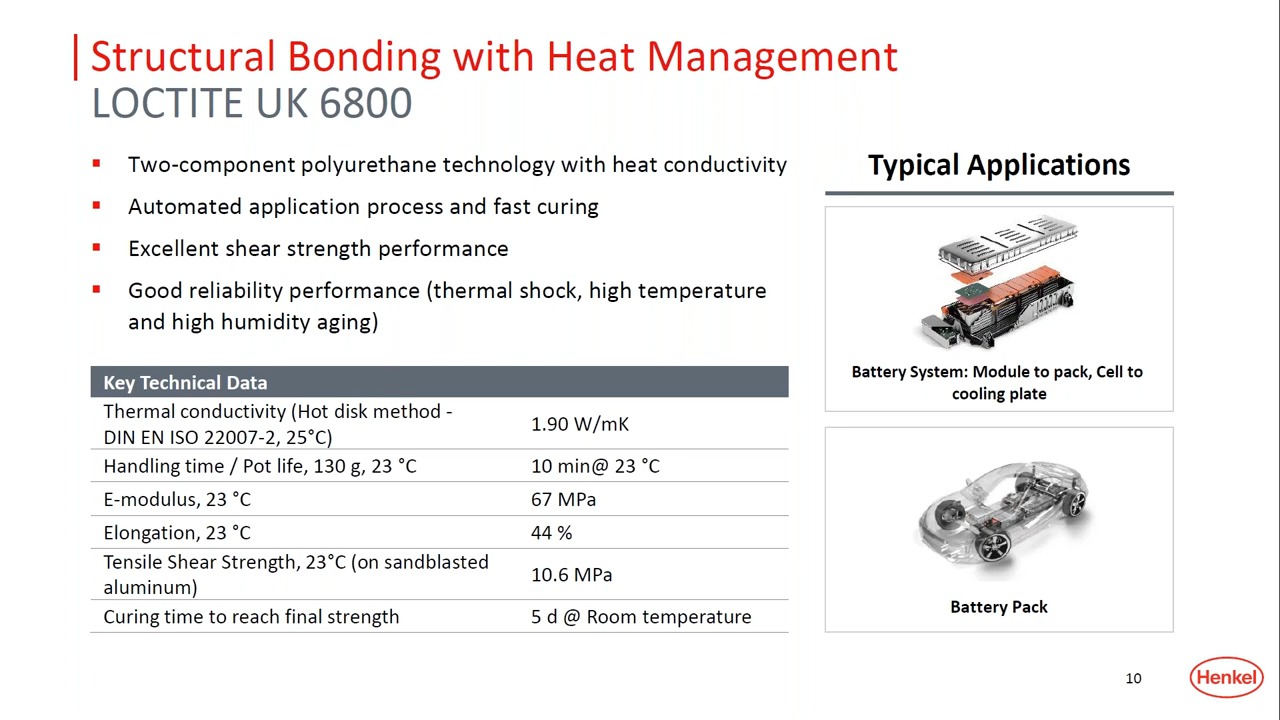 Structural Bonding with Heat Management
LOCTITE UK 6800
Two-component polyurethane technology with heat conductivity
Automated application process and fast curing
Excellent shear strength performance
Good reliability performance (thermal shock, high temperature
and high humidity aging)
Key Technical Data
Thermal conductivity (Hot disk method -
DIN EN ISO 22007-2, 25°C)
1.90 W/mK
Handling time / Pot life, 130 g, 23 °C
10 min@ 23 °C
E-modulus, 23 °C
67 MPa
Elongation, 23 °C
44 %
Tensile Shear Strength, 23°C (on sandblasted
aluminum)
10.6 MPa
Curing time to reach final strength
5 d @ Room temperature
Typical Applications
Battery System: Module to pack, Cell to
cooling plate
Battery Pack
10
Henkel